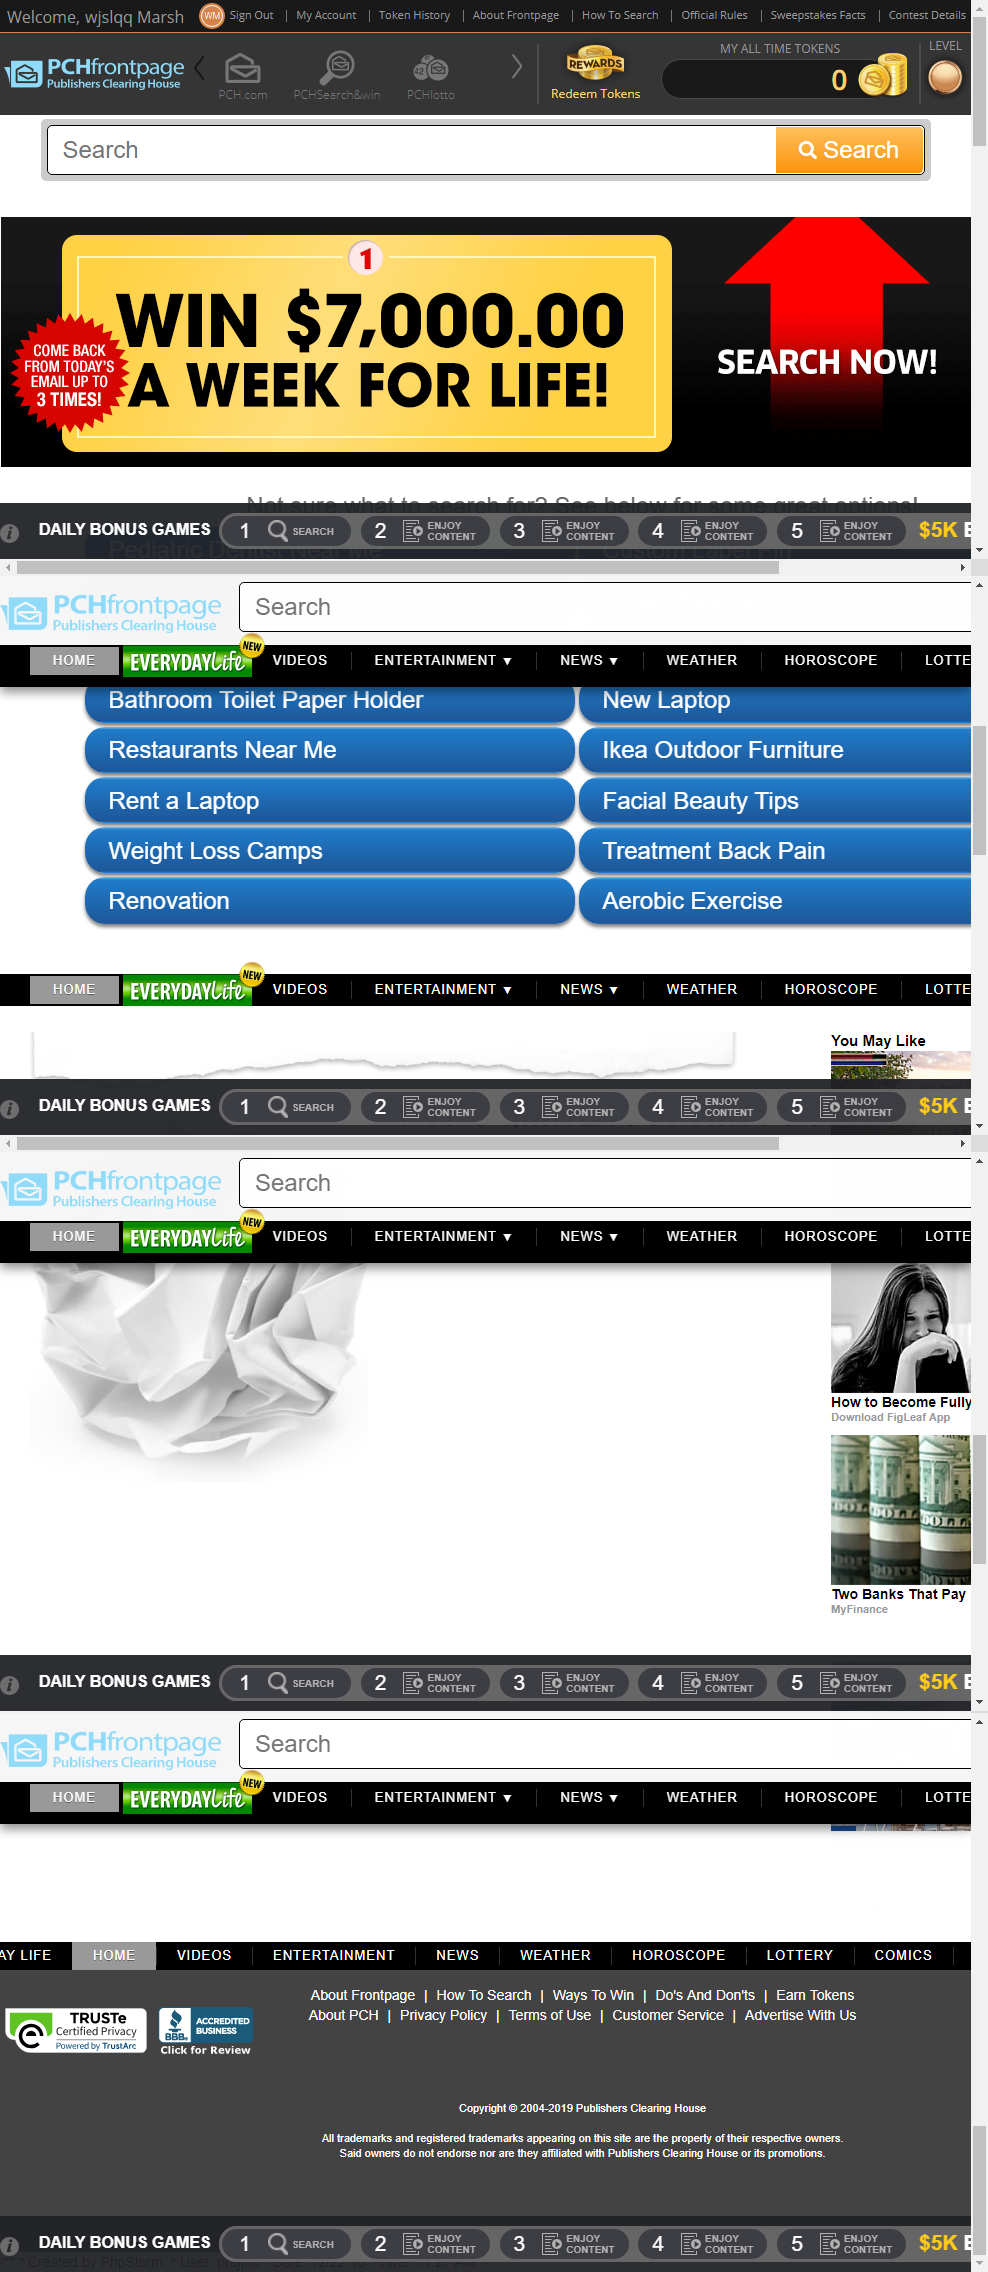 Welcome, wjslqq Marsh WM Sign Out | My Account | Token History | About Frontpage | How To Search | Official Rules | Sweepstakes Facts | Contest Details
PCHfrontpage
Publishers Clearing House
PCH.com PCHSearch&win PCHlotto
REWARDS
Redeem Tokens
MY ALL TIME TOKENS
0
LEVEL
Search Search
1
WIN $7,000.00
A WEEK FOR LIFE!
COME BACK
FROM TODAY'S
EMAIL UP TO
3 TIMES!
SEARCH NOW!
Not sure what to search for? See below for some great options!
DAILY BONUS GAMES 1 SEARCH 2 ENJOY CONTENT 3 ENJOY CONTENT 4 ENJOY CONTENT 5 ENJOY CONTENT $5K
Pediatric Dentist Near Me Custom Lapel Pin
PCHfrontpage
Publishers Clearing House
Search
HOME EVERYDAY Life NEW VIDEOS ENTERTAINMENT ▼ NEWS ▼ WEATHER HOROSCOPE LOTTE
Bathroom Toilet Paper Holder New Laptop
Restaurants Near Me Ikea Outdoor Furniture
Rent a Laptop Facial Beauty Tips
Weight Loss Camps Treatment Back Pain
Renovation Aerobic Exercise
HOME EVERYDAY Life NEW VIDEOS ENTERTAINMENT ▼ NEWS ▼ WEATHER HOROSCOPE LOTTE
You May Like
DAILY BONUS GAMES 1 SEARCH 2 ENJOY CONTENT 3 ENJOY CONTENT 4 ENJOY CONTENT 5 ENJOY CONTENT $5K
PCHfrontpage
Publishers Clearing House
Search
HOME EVERYDAY Life NEW VIDEOS ENTERTAINMENT ▼ NEWS ▼ WEATHER HOROSCOPE LOTTE
How to Become Fully
Download FigLeaf App
Two Banks That Pay
MyFinance
DAILY BONUS GAMES 1 SEARCH 2 ENJOY CONTENT 3 ENJOY CONTENT 4 ENJOY CONTENT 5 ENJOY CONTENT $5K
PCHfrontpage
Publishers Clearing House
Search
HOME EVERYDAY Life NEW VIDEOS ENTERTAINMENT ▼ NEWS ▼ WEATHER HOROSCOPE LOTTE
AY LIFE HOME VIDEOS ENTERTAINMENT NEWS WEATHER HOROSCOPE LOTTERY COMICS
About Frontpage | How To Search | Ways To Win | Do's And Don'ts | Earn Tokens
About PCH | Privacy Policy | Terms of Use | Customer Service | Advertise With Us
TRUSTe
Certified Privacy
Powered by TrustArc
BBB. ACCREDITED BUSINESS
Click for Review
Copyright © 2004-2019 Publishers Clearing House
All trademarks and registered trademarks appearing on this site are the property of their respective owners.
Said owners do not endorse nor are they affiliated with Publishers Clearing House or its promotions.
DAILY BONUS GAMES 1 SEARCH 2 ENJOY CONTENT 3 ENJOY CONTENT 4 ENJOY CONTENT 5 ENJOY CONTENT $5K
* Created by PhpStorm. * User: